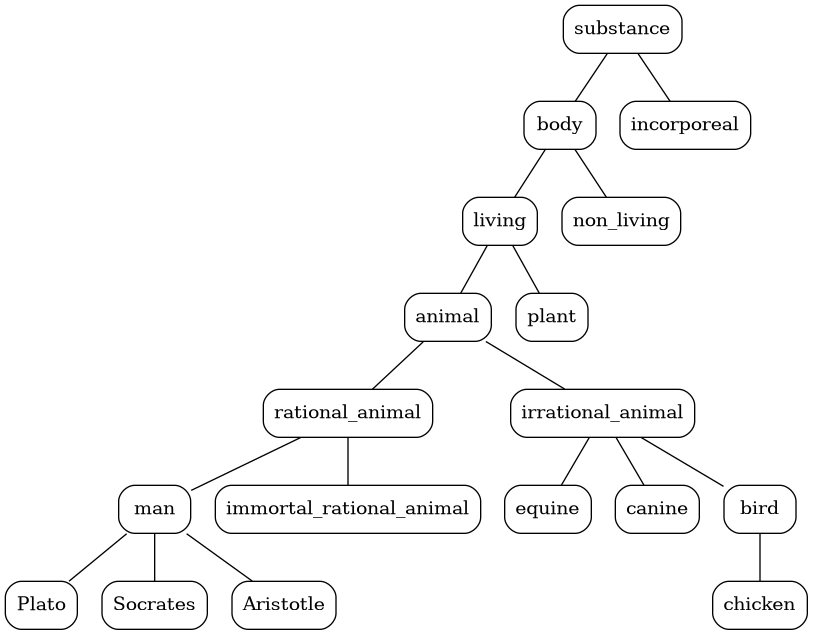 substance
body
incorporeal
living
non_living
animal
plant
rational_animal
irrational_animal
man
immortal_rational_animal
equine
canine
bird
Plato
Socrates
Aristotle
chicken